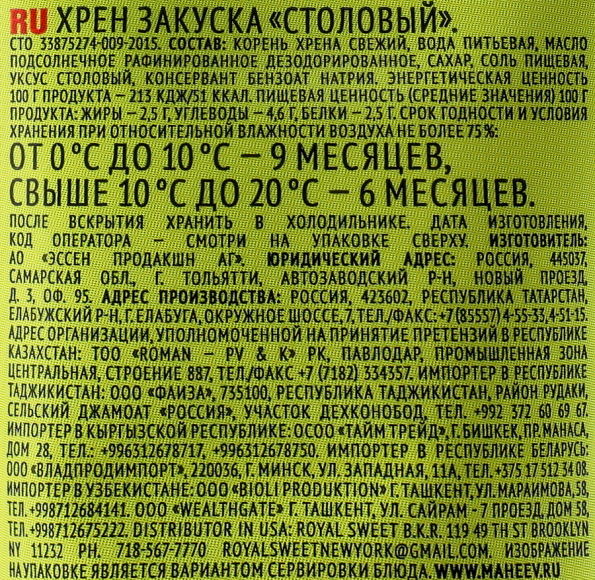 RU ХРЕН ЗАКУСКА «СТОЛОВЫЙ».
СТО 33875274-009-2015. СОСТАВ: КОРЕНЬ ХРЕНА СВЕЖИЙ, ВОДА ПИТЬЕВАЯ, МАСЛО
ПОДСОЛНЕЧНОЕ РАФИНИРОВАННОЕ ДЕЗОДОРИРОВАННОЕ, САХАР, СОЛЬ ПИЩЕВАЯ,
УКСУС СТОЛОВЫЙ, КОНСЕРВАНТ БЕНЗОАТ НАТРИЯ. ЭНЕРГЕТИЧЕСКАЯ ЦЕННОСТЬ
100 Г ПРОДУКТА – 213 КДЖ/51 ККАЛ. ПИЩЕВАЯ ЦЕННОСТЬ (СРЕДНИЕ ЗНАЧЕНИЯ) 100 Г
ПРОДУКТА: ЖИРЫ – 2,5 Г, УГЛЕВОДЫ – 4,6 Г, БЕЛКИ – 2,5 Г. СРОК ГОДНОСТИ И УСЛОВИЯ
ХРАНЕНИЯ ПРИ ОТНОСИТЕЛЬНОЙ ВЛАЖНОСТИ ВОЗДУХА НЕ БОЛЕЕ 75%:
ОТ 0°С ДО 10°С – 9 МЕСЯЦЕВ,
СВЫШЕ 10°С ДО 20°С – 6 МЕСЯЦЕВ.
ПОСЛЕ ВСКРЫТИЯ ХРАНИТЬ В ХОЛОДИЛЬНИКЕ. ДАТА ИЗГОТОВЛЕНИЯ,
КОД ОПЕРАТОРА – СМОТРИ НА УПАКОВКЕ СВЕРХУ. ИЗГОТОВИТЕЛЬ:
АО «ЭССЕН ПРОДАКШН АГ». ЮРИДИЧЕСКИЙ АДРЕС: РОССИЯ, 445037,
САМАРСКАЯ ОБЛ., Г. ТОЛЬЯТТИ, АВТОЗАВОДСКИЙ Р-Н, НОВЫЙ ПРОЕЗД,
Д. 3, ОФ. 95. АДРЕС ПРОИЗВОДСТВА: РОССИЯ, 423602, РЕСПУБЛИКА ТАТАРСТАН,
ЕЛАБУЖСКИЙ Р-Н, Г. ЕЛАБУГА, ОКРУЖНОЕ ШОССЕ, 7, ТЕЛ./ФАКС: +7 (85557) 4-55-33, 4-51-15.
АДРЕС ОРГАНИЗАЦИИ, УПОЛНОМОЧЕННОЙ НА ПРИНЯТИЕ ПРЕТЕНЗИЙ В РЕСПУБЛИКЕ
КАЗАХСТАН: ТОО «ROMAN – PV & K» РК, ПАВЛОДАР, ПРОМЫШЛЕННАЯ ЗОНА
ЦЕНТРАЛЬНАЯ, СТРОЕНИЕ 887, ТЕЛ/ФАКС +7 (7182) 334357. ИМПОРТЕР В РЕСПУБЛИКЕ
ТАДЖИКИСТАН: ООО «ФАИЗА», 735100, РЕСПУБЛИКА ТАДЖИКИСТАН, РАЙОН РУДАКИ,
СЕЛЬСКИЙ ДЖАМОАТ «РОССИЯ», УЧАСТОК ДЕХКОНОБОД, ТЕЛ. +992 372 60 69 67.
ИМПОРТЕР В КЫРГЫЗСКОЙ РЕСПУБЛИКЕ: ОСОО «ТАЙМ ТРЕЙД», Г. БИШКЕК, ПР. МАНАСА,
ДОМ 28, ТЕЛ.: +996312678717, +996312678750. ИМПОРТЕР В РЕСПУБЛИКЕ БЕЛАРУСЬ:
ООО «ВЛАДПРОДИМПОРТ», 220036, Г. МИНСК, УЛ. ЗАПАДНАЯ, 11А, ТЕЛ. +375 17 512 34 08.
ИМПОРТЕР В УЗБЕКИСТАНЕ: ООО «BIOLI PRODUKTION» Г. ТАШКЕНТ, УЛ. МАРАИМОВА, 58,
ТЕЛ. +998712684141. ООО «WEALTHGATE» Г. ТАШКЕНТ, УЛ. САЙРАМ - 7 ПРОЕЗД, ДОМ 58,
ТЕЛ. +998712675222. DISTRIBUTOR IN USA: ROYAL SWEET B.K.R. 119 49 TH ST BROOKLYN
NY 11232 PH. 718-567-7770 ROYALSWEETNEWYORK@GMAIL.COM. ИЗОБРАЖЕНИЕ
НА УПАКОВКЕ ЯВЛЯЕТСЯ ВАРИАНТОМ СЕРВИРОВКИ БЛЮДА. WWW.MAHEEV.RU